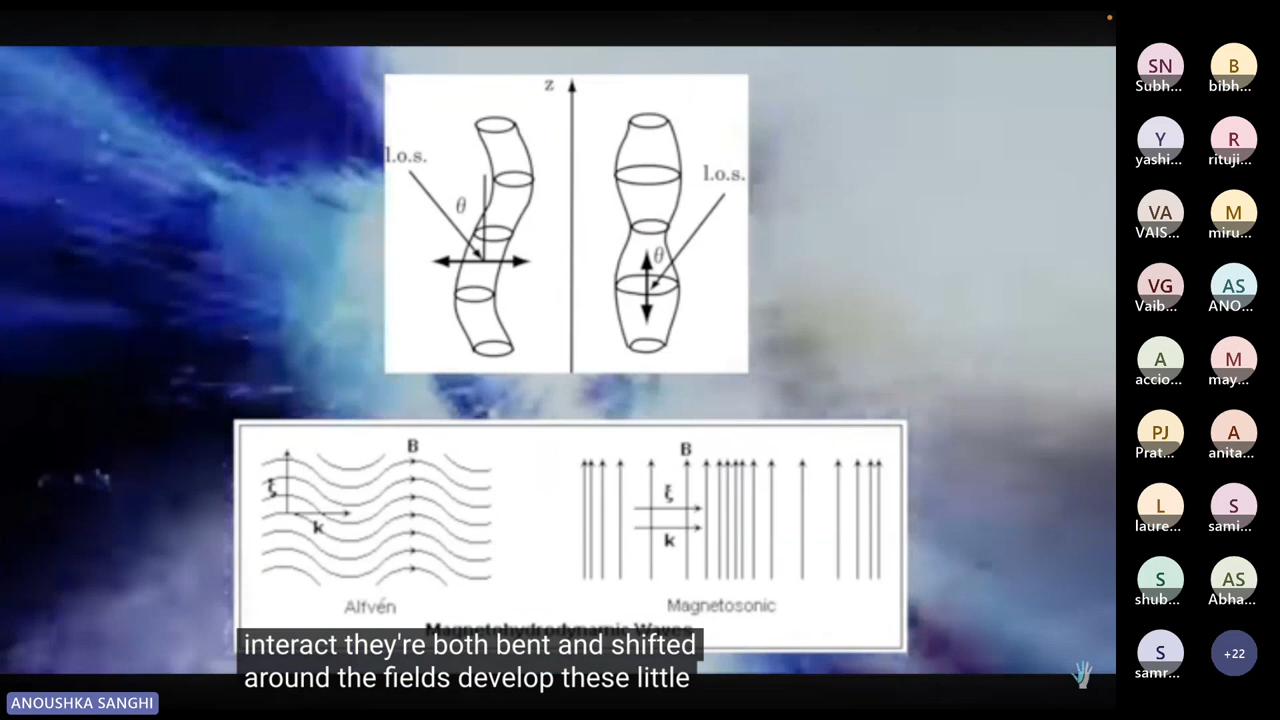 z
l.o.s.
θ
l.o.s.
θ
B
ξ
k
Alfvén
B
ξ
k
Magnetosonic
Magnetohydrodynamic Waves
interact they're both bent and shifted
around the fields develop these little
ANOUSHKA SANGHI
SN
Subh...
B
bibh...
Y
yashi...
R
rituji...
VA
VAIS...
M
miru...
VG
Vaib...
AS
ANO...
A
accio...
M
may...
PJ
Prat...
A
anita...
L
laure...
S
sami...
S
shub...
AS
Abha...
S
samr...
+22